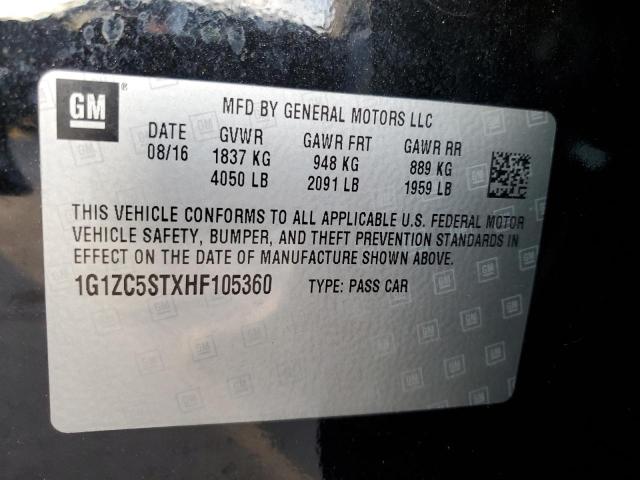 GM ®
MFD BY GENERAL MOTORS LLC
DATE GVWR GAWR FRT GAWR RR
08/16 1837 KG 948 KG 889 KG
4050 LB 2091 LB 1959 LB
THIS VEHICLE CONFORMS TO ALL APPLICABLE U.S. FEDERAL MOTOR
VEHICLE SAFETY, BUMPER, AND THEFT PREVENTION STANDARDS IN
EFFECT ON THE DATE OF MANUFACTURE SHOWN ABOVE.
1G1ZC5STXHF105360 TYPE: PASS CAR